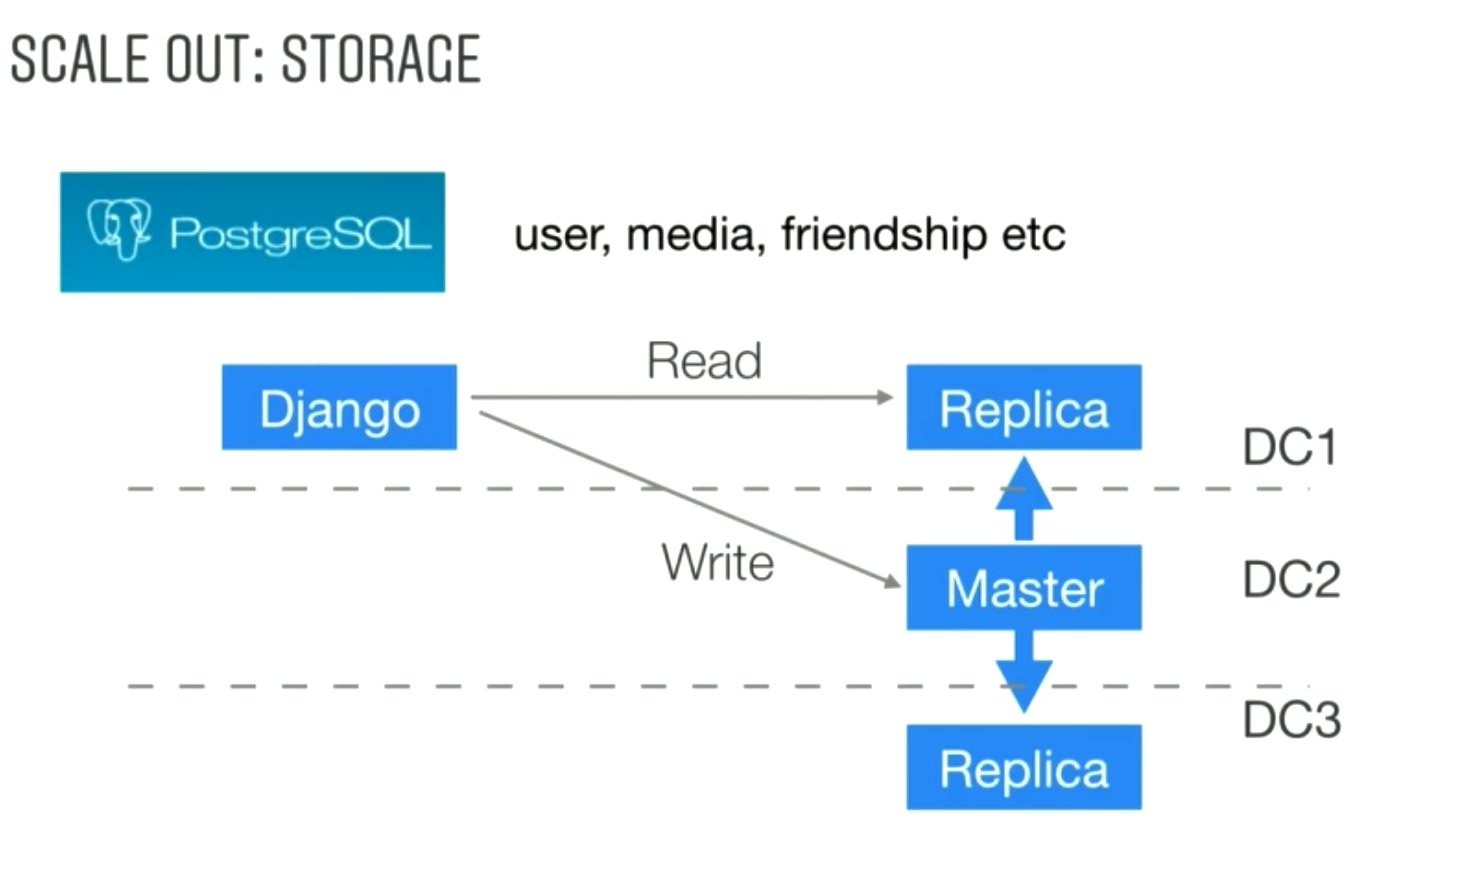 SCALE OUT: STORAGE
PostgreSQL
user, media, friendship etc
Read
Django
Replica
DC1
Write
Master
DC2
DC3
Replica